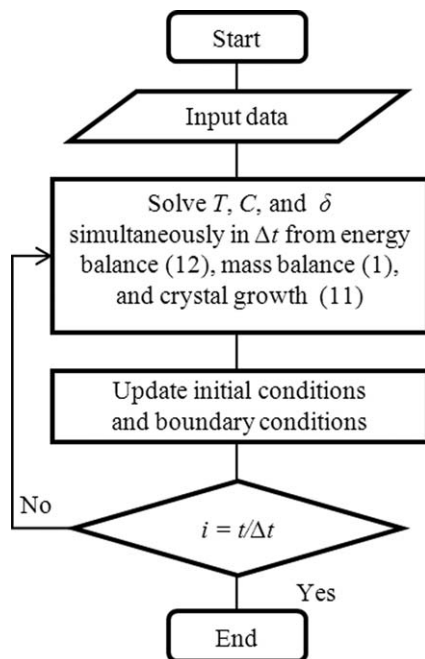 Start
Input data
Solve T, C, and δ
simultaneously in Δt from energy
balance (12), mass balance (1),
and crystal growth (11)
Update initial conditions
and boundary conditions
No
i = t/Δt
Yes
End